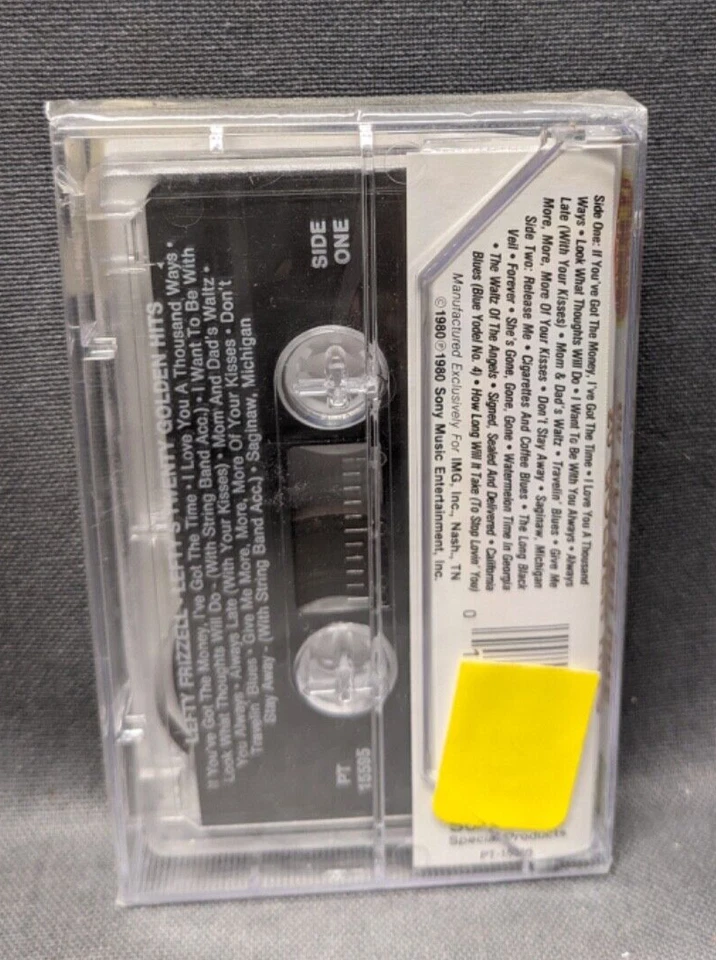 LEFTY FRIZZELL - LEFTY'S TWENTY GOLDEN HITS
If You've Got The Money, I've Got The Time • I Love You A Thousand Ways •
Look What Thoughts Will Do - (With String Band Acc.) • I Want To Be With
You Always • Always Late (With Your Kisses) • Mom And Dad's Waltz •
Travelin' Blues • Give Me More, More, More Of Your Kisses • Don't
Stay Away - (With String Band Acc.) • Saginaw, Michigan
SIDE
ONE
PT
15595
Side One: If You've Got The Money, I've Got The Time • I Love You A Thousand
Ways • Look What Thoughts Will Do • I Want To Be With You Always • Always
Late (With Your Kisses) • Mom & Dad's Waltz • Travelin' Blues • Give Me
More, More, More Of Your Kisses • Don't Stay Away • Saginaw, Michigan
Side Two: Release Me • Cigarettes And Coffee Blues • The Long Black
Veil • Forever • She's Gone, Gone, Gone • Watermelon Time In Georgia
• The Waltz Of The Angels • Signed, Sealed And Delivered • California
Blues (Blue Yodel No. 4) • How Long Will It Take (To Stop Lovin' You)
Manufactured Exclusively For IMG, Inc., Nash., TN
©1980 ℗1980 Sony Music Entertainment, Inc.
0
Special Products